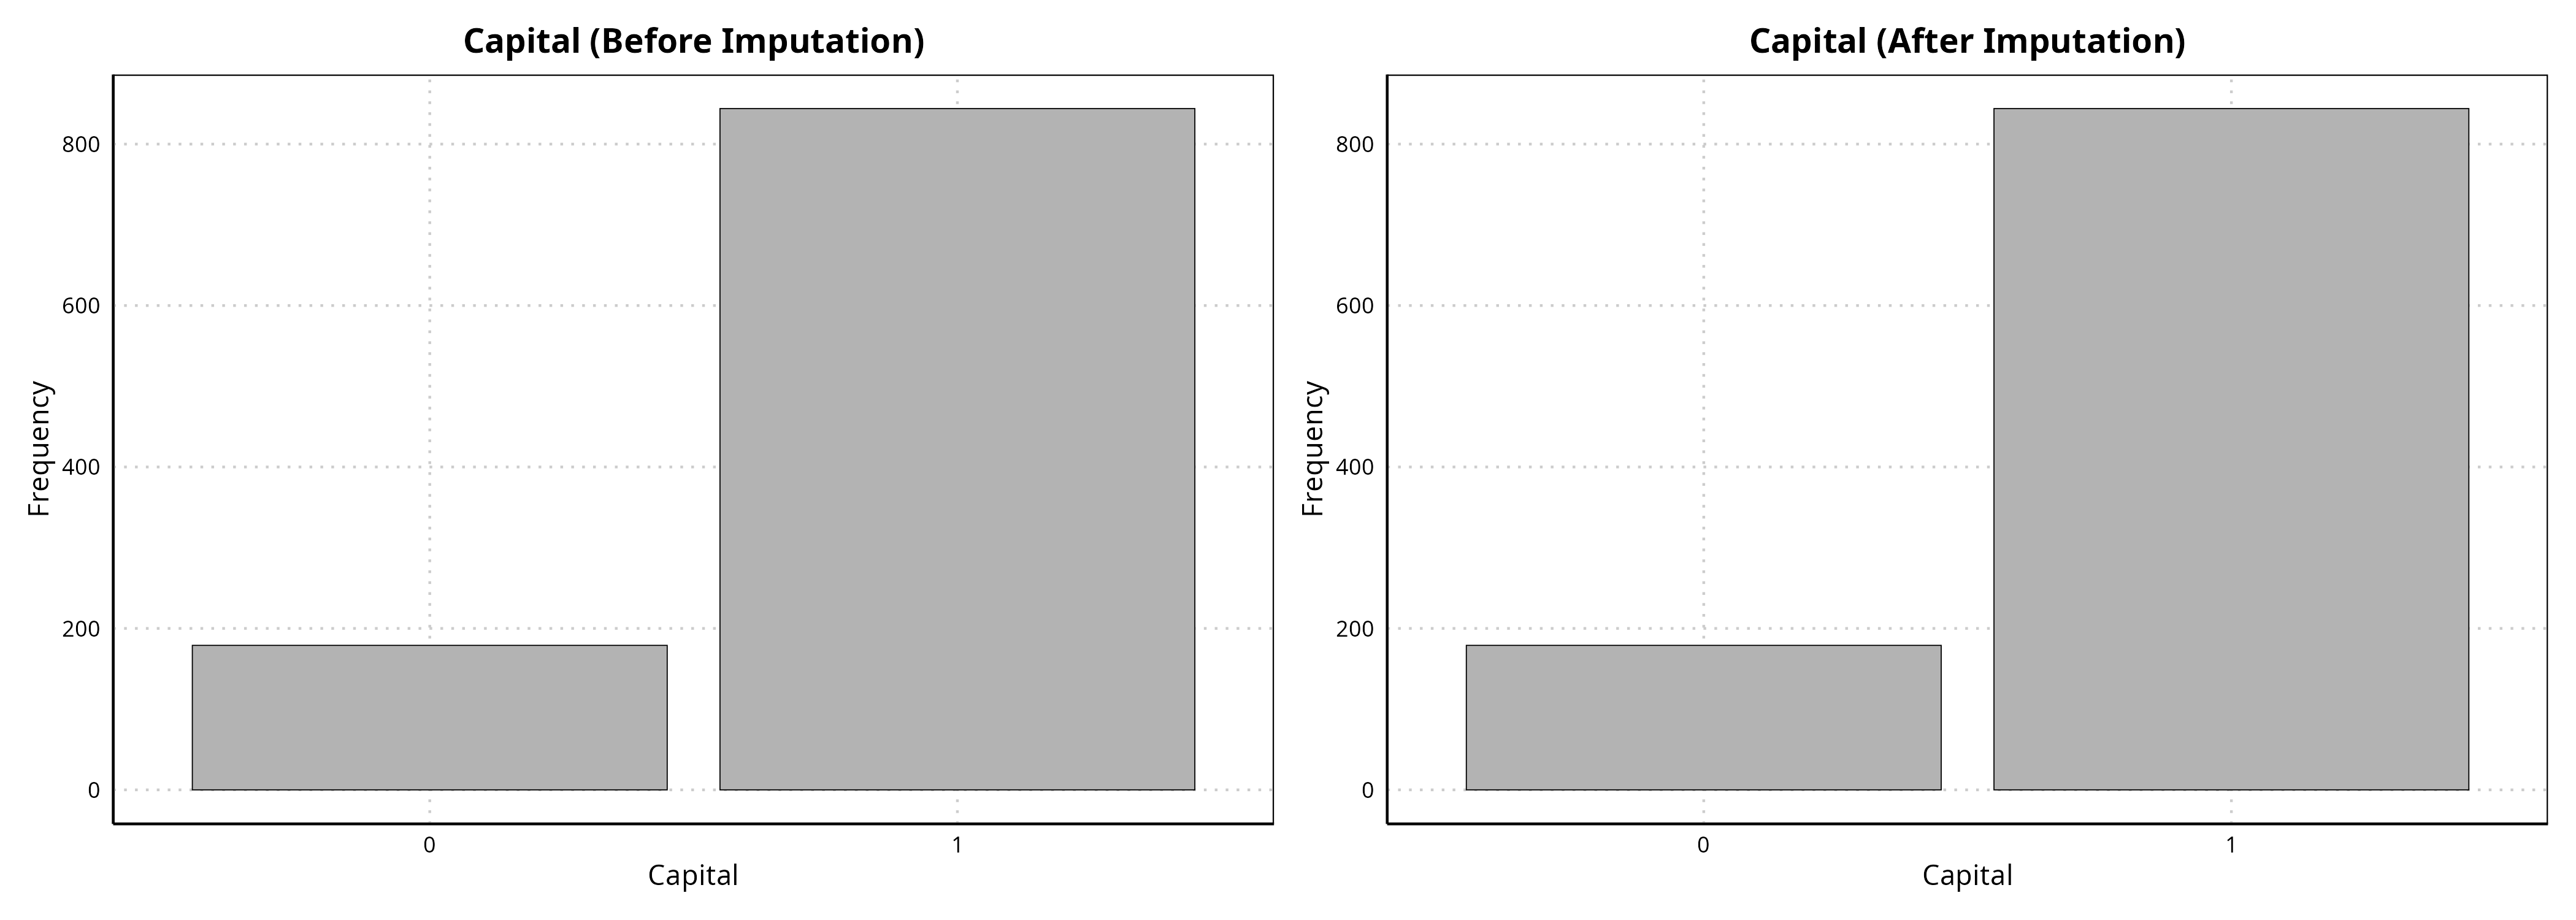 Capital (Before Imputation)
Frequency
800
600
400
200
0
0 1
Capital
Capital (After Imputation)
Frequency
800
600
400
200
0
0 1
Capital